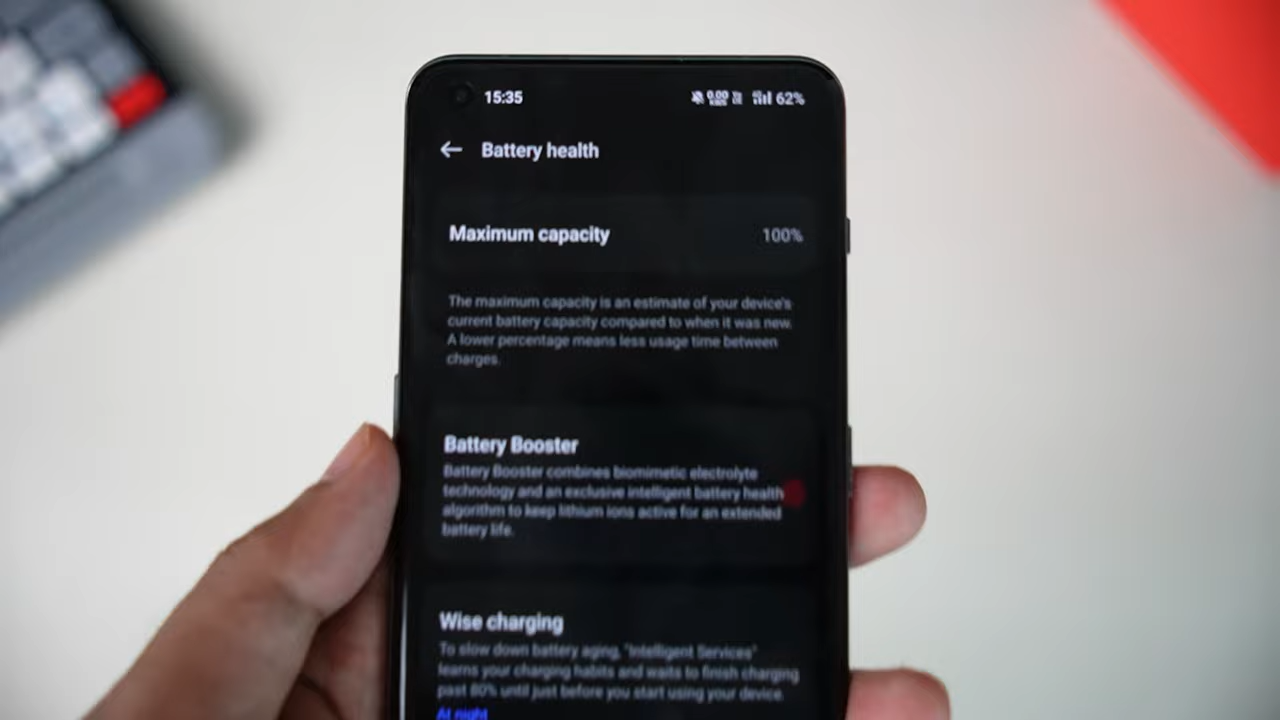 15:35
0.00 62%
Battery health
Maximum capacity 100%
The maximum capacity is an estimate of your device's
current battery capacity compared to when it was new.
A lower percentage means less usage time between
charges.
Battery Booster
Battery Booster combines biomimetic electrolyte
technology and an exclusive intelligent battery health
algorithm to keep lithium ions active for an extended
battery life.
Wise charging
To slow down battery aging, "Intelligent Services"
learns your charging habits and waits to finish charging
past 80% until just before you start using your device.
At night